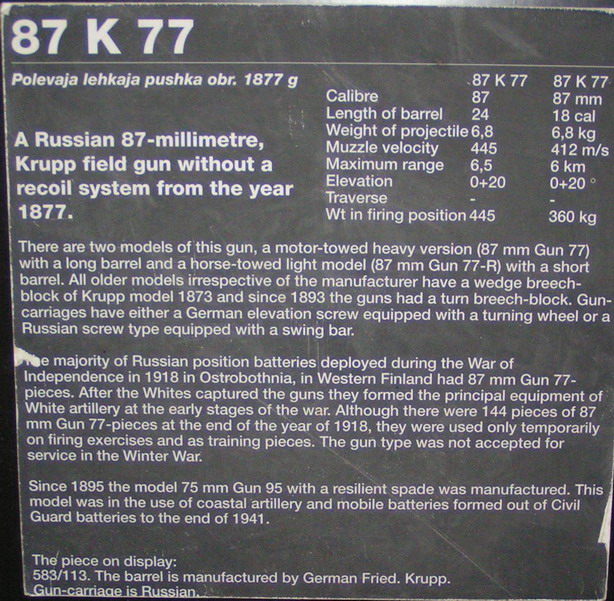 87 K 77
Polevaja lehkaja pushka obr. 1877 g
A Russian 87-millimetre,
Krupp field gun without a
recoil system from the year
1877.
87 K 77 87 K 77
Calibre 87 87 mm
Length of barrel 24 18 cal
Weight of projectile 6,8 6,8 kg
Muzzle velocity 445 412 m/s
Maximum range 6,5 6 km
Elevation 0+20 0+20 °
Traverse - -
Wt in firing position 445 360 kg
There are two models of this gun, a motor-towed heavy version (87 mm Gun 77)
with a long barrel and a horse-towed light model (87 mm Gun 77-R) with a short
barrel. All older models irrespective of the manufacturer have a wedge breech-
block of Krupp model 1873 and since 1893 the guns had a turn breech-block. Gun-
carriages have either a German elevation screw equipped with a turning wheel or a
Russian screw type equipped with a swing bar.
The majority of Russian position batteries deployed during the War of
Independence in 1918 in Ostrobothnia, in Western Finland had 87 mm Gun 77-
pieces. After the Whites captured the guns they formed the principal equipment of
White artillery at the early stages of the war. Although there were 144 pieces of 87
mm Gun 77-pieces at the end of the year of 1918, they were used only temporarily
on firing exercises and as training pieces. The gun type was not accepted for
service in the Winter War.
Since 1895 the model 75 mm Gun 95 with a resilient spade was manufactured. This
model was in the use of coastal artillery and mobile batteries formed out of Civil
Guard batteries to the end of 1941.
The piece on display:
583/113. The barrel is manufactured by German Fried. Krupp.
Gun-carriage is Russian.